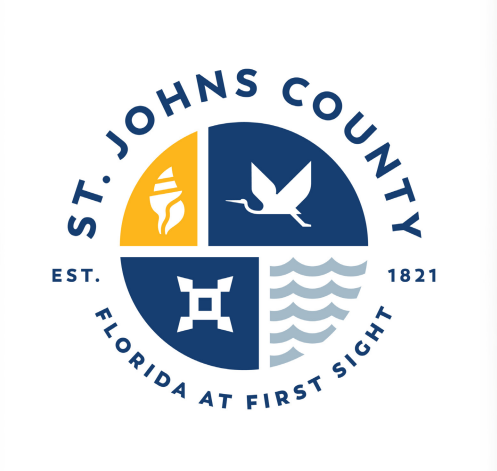 ST. JOHNS COUNTY
EST. 1821
FLORIDA AT FIRST SIGHT